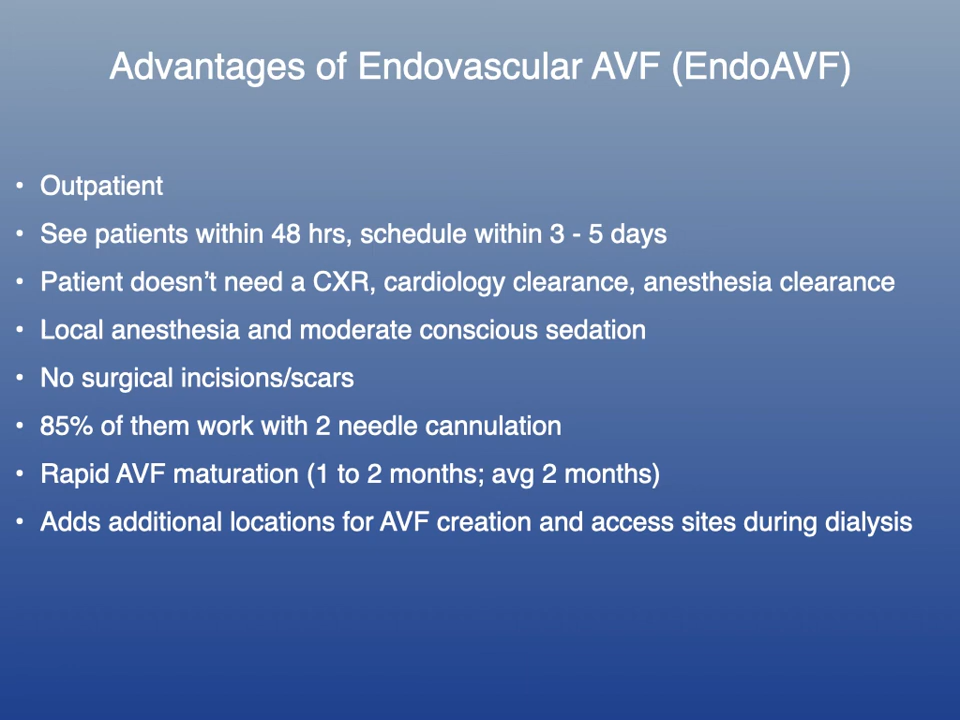 Advantages of Endovascular AVF (EndoAVF)
• Outpatient
• See patients within 48 hrs, schedule within 3 - 5 days
• Patient doesn’t need a CXR, cardiology clearance, anesthesia clearance
• Local anesthesia and moderate conscious sedation
• No surgical incisions/scars
• 85% of them work with 2 needle cannulation
• Rapid AVF maturation (1 to 2 months; avg 2 months)
• Adds additional locations for AVF creation and access sites during dialysis